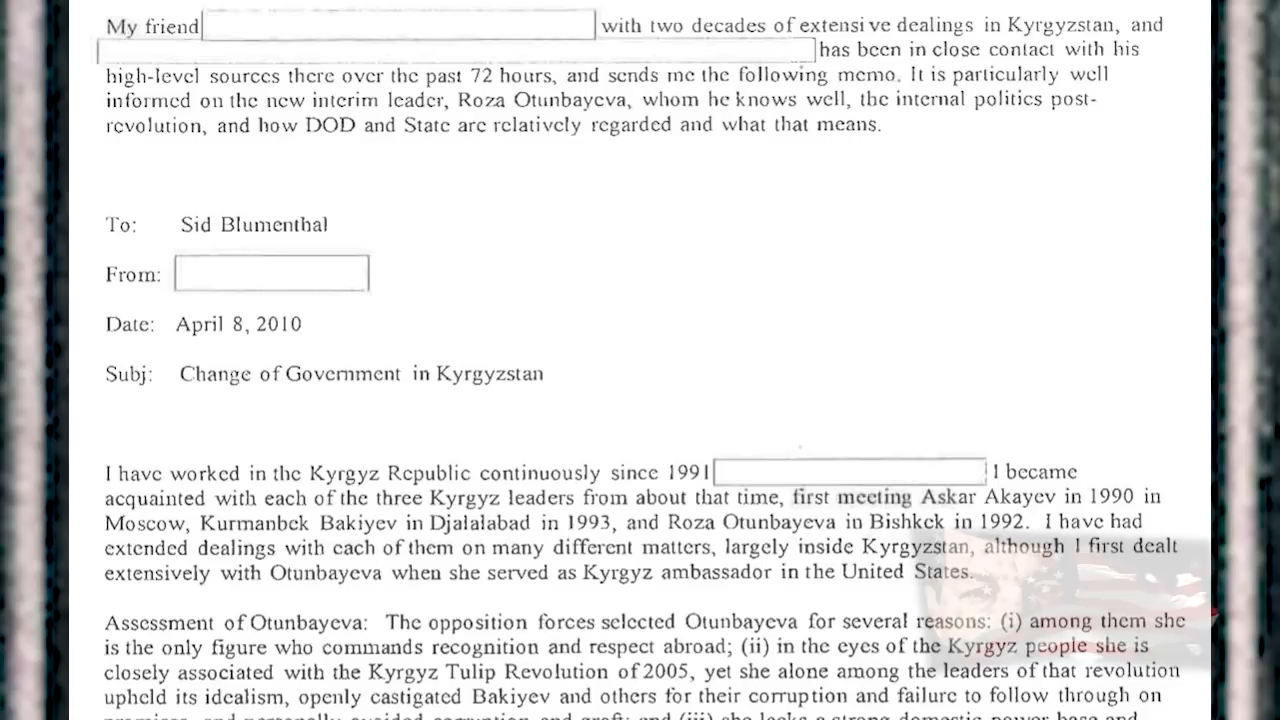 My friend with two decades of extensive dealings in Kyrgyzstan, and
has been in close contact with his
high-level sources there over the past 72 hours, and sends me the following memo. It is particularly well
informed on the new interim leader, Roza Otunbayeva, whom he knows well, the internal politics post-
revolution, and how DOD and State are relatively regarded and what that means.
To: Sid Blumenthal
From:
Date: April 8, 2010
Subj: Change of Government in Kyrgyzstan
I have worked in the Kyrgyz Republic continuously since 1991 I became
acquainted with each of the three Kyrgyz leaders from about that time, first meeting Askar Akayev in 1990 in
Moscow, Kurmanbek Bakiyev in Djalalabad in 1993, and Roza Otunbayeva in Bishkek in 1992. I have had
extended dealings with each of them on many different matters, largely inside Kyrgyzstan, although I first dealt
extensively with Otunbayeva when she served as Kyrgyz ambassador in the United States.
Assessment of Otunbayeva: The opposition forces selected Otunbayeva for several reasons: (i) among them she
is the only figure who commands recognition and respect abroad; (ii) in the eyes of the Kyrgyz people she is
closely associated with the Kyrgyz Tulip Revolution of 2005, yet she alone among the leaders of that revolution
upheld its idealism, openly castigated Bakiyev and others for their corruption and failure to follow through on